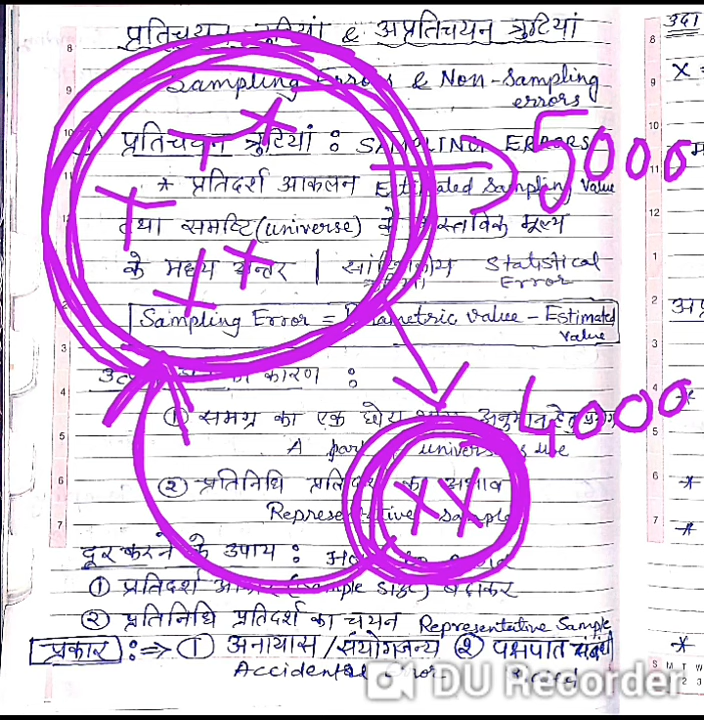 प्रतिचयन त्रुटियां & अप्रतिचयन त्रुटियां
Sampling Errors & Non-Sampling
errors
प्रतिचयन त्रुटियां : SAMPLING ERRORS
5000
* प्रतिदर्श आकलन Estimated Sampling Value
तथा समष्टि (universe) के वास्तविक मूल्य
के मध्य अन्तर | सांख्यिकीय Statistical
Error
Sampling Error = Parametric value - Estimated
Value
का कारण :
4000
① समग्र का एक छोटा भाग अनुमान हेतु
A part universe use
② प्रतिनिधि प्रतिदर्श का अभाव
Representative Sample
दूर करने के उपाय :
① प्रतिदर्श आकार (Sample size) बढ़ाकर
② प्रतिनिधि प्रतिदर्श का चयन Representative Sample
प्रकार :⇒ ① अनायास / संयोगजन्य ② पक्षपात संबंधी
Accidental Error
DU Recorder